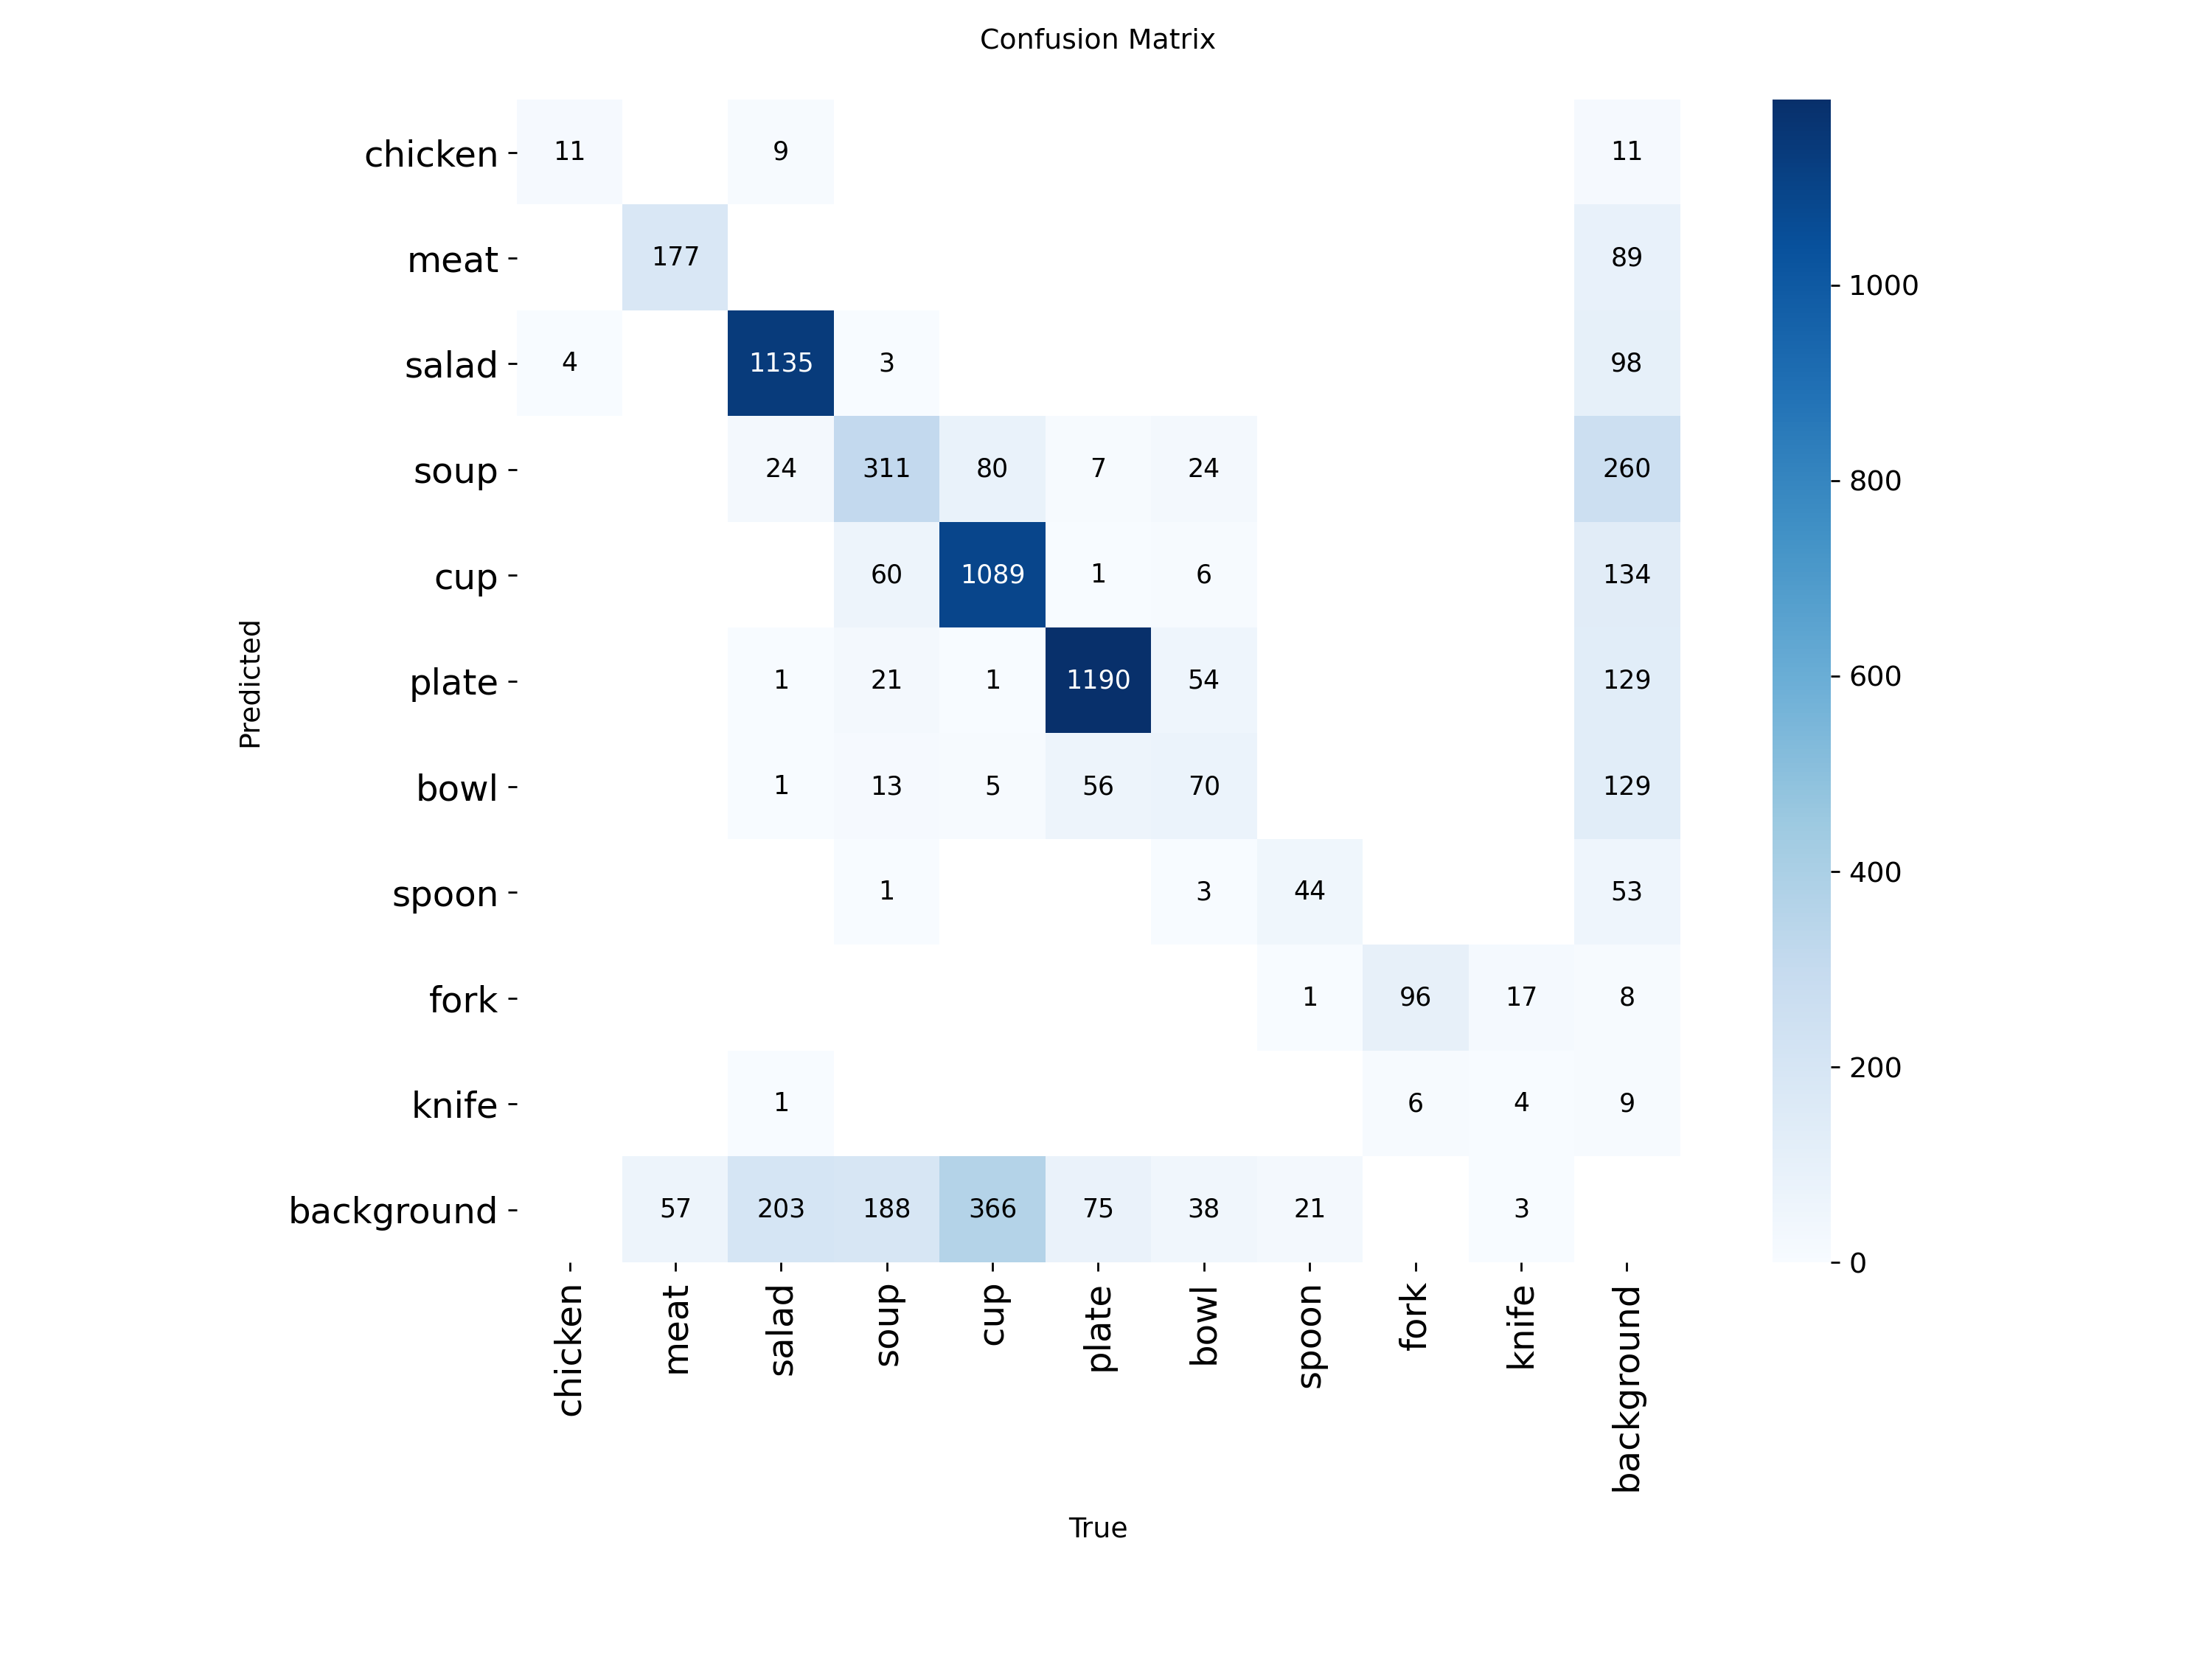 Confusion Matrix
Predicted
chicken 11 9 11
meat 177 89
salad 4 1135 3 98
soup 24 311 80 7 24 260
cup 60 1089 1 6 134
plate 1 21 1 1190 54 129
bowl 1 13 5 56 70 129
spoon 1 3 44 53
fork 1 96 17 8
knife 1 6 4 9
background 57 203 188 366 75 38 21 3
chicken meat salad soup cup plate bowl spoon fork knife background
True
1000
800
600
400
200
0